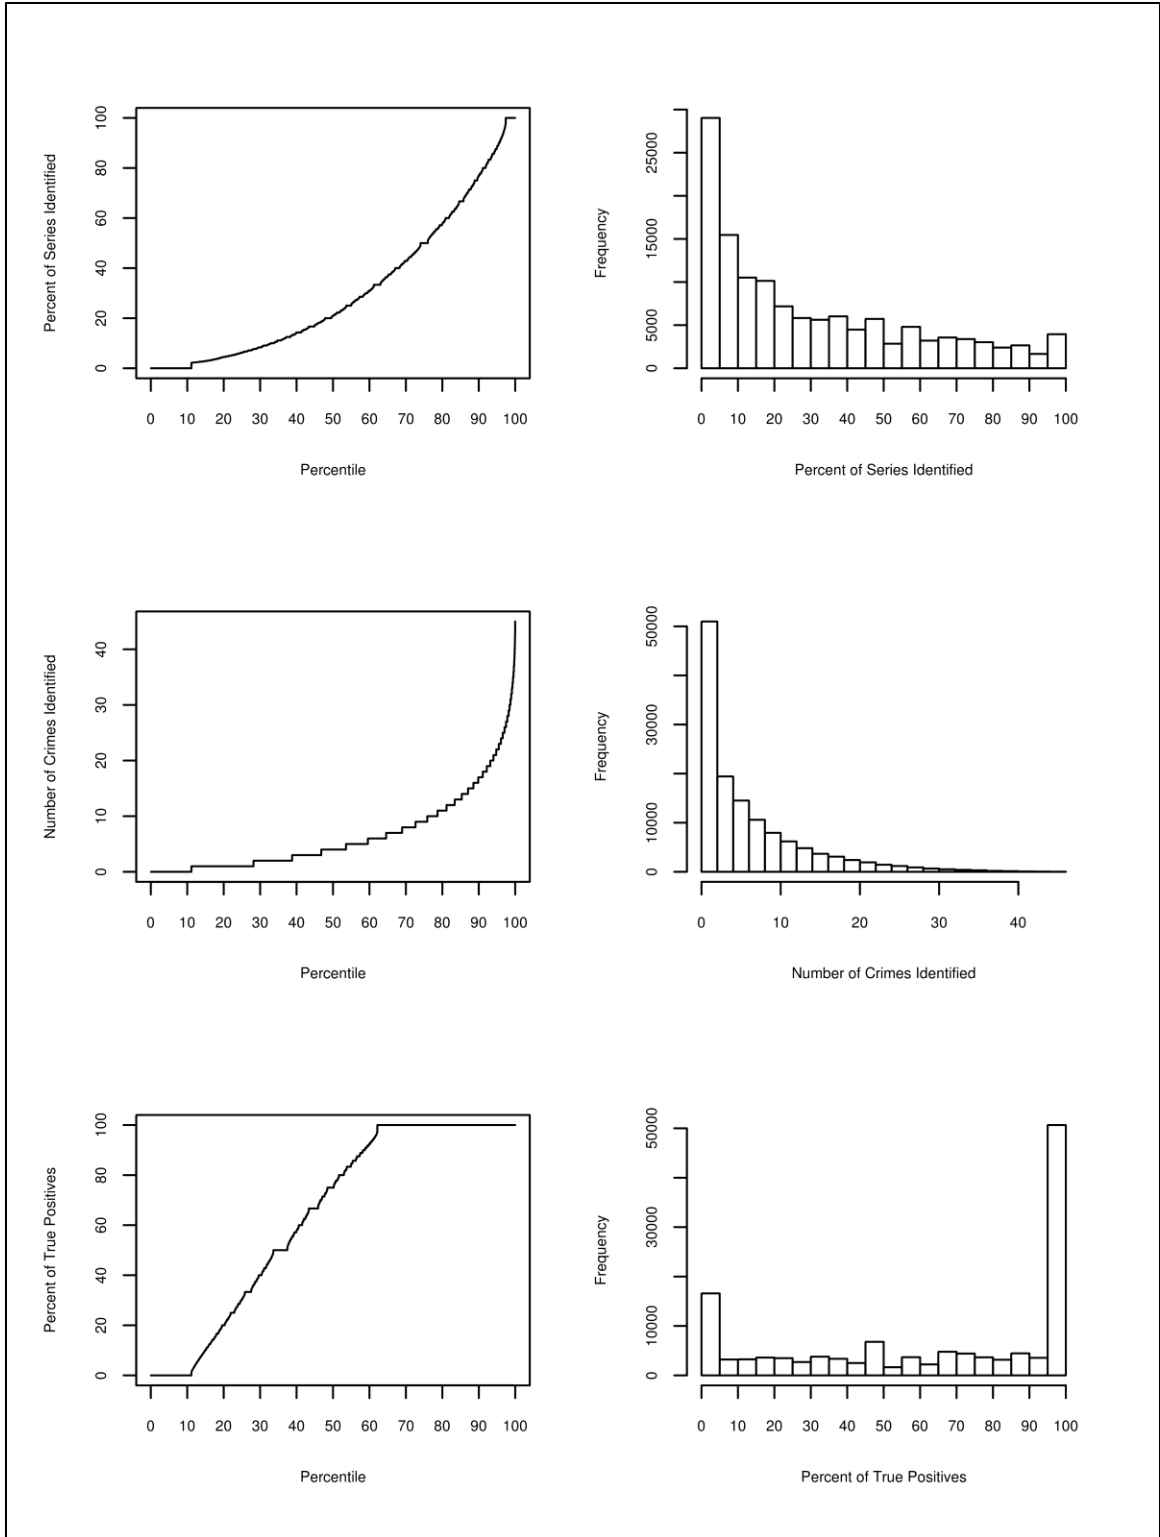 Percent of Series Identified
100
80
60
40
20
0
0 10 20 30 40 50 60 70 80 90 100
Percentile
Frequency
25000
15000
5000
0
0 10 20 30 40 50 60 70 80 90 100
Percent of Series Identified
Number of Crimes Identified
40
30
20
10
0
0 10 20 30 40 50 60 70 80 90 100
Percentile
Frequency
50000
30000
10000
0
0 10 20 30 40
Number of Crimes Identified
Percent of True Positives
100
80
60
40
20
0
0 10 20 30 40 50 60 70 80 90 100
Percentile
Frequency
50000
30000
10000
0
0 10 20 30 40 50 60 70 80 90 100
Percent of True Positives